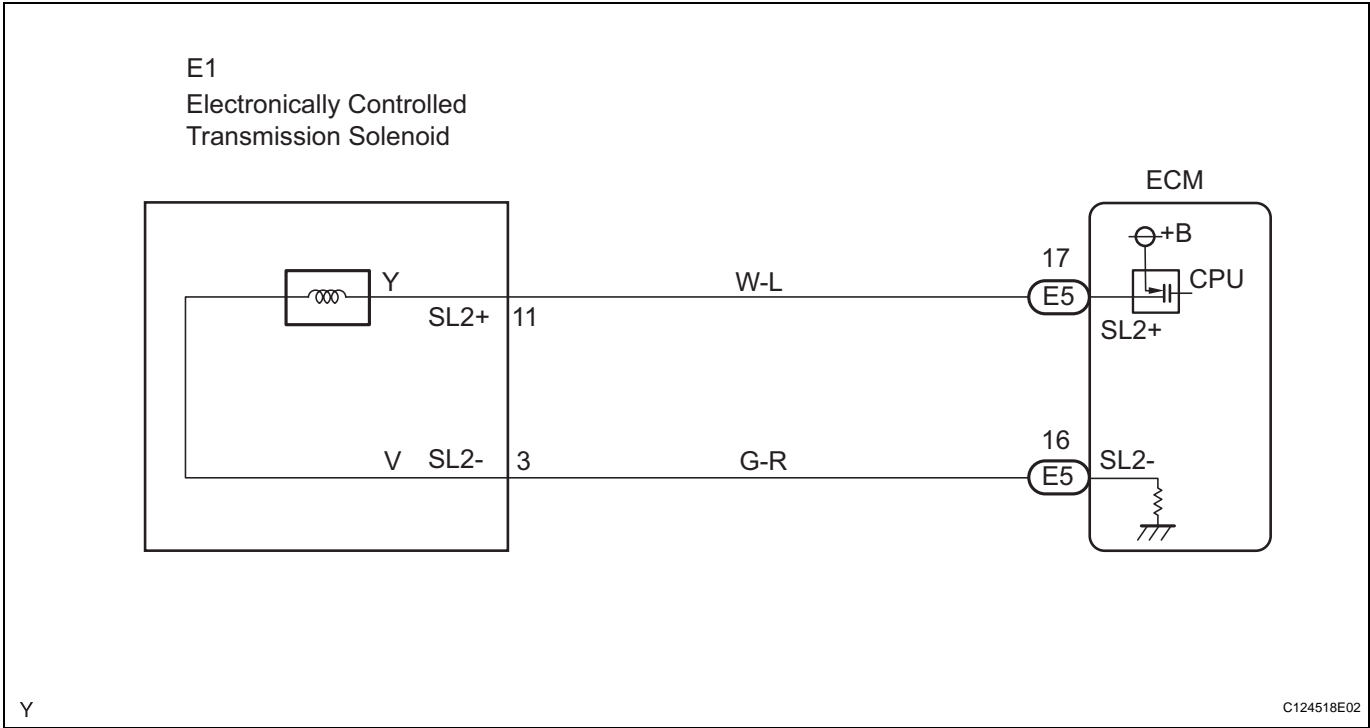 E1
Electronically Controlled
Transmission Solenoid
ECM
+B
CPU
17
E5
SL2+
Y
SL2+
11
W-L
V
SL2-
3
G-R
16
E5
SL2-
Y
C124518E02